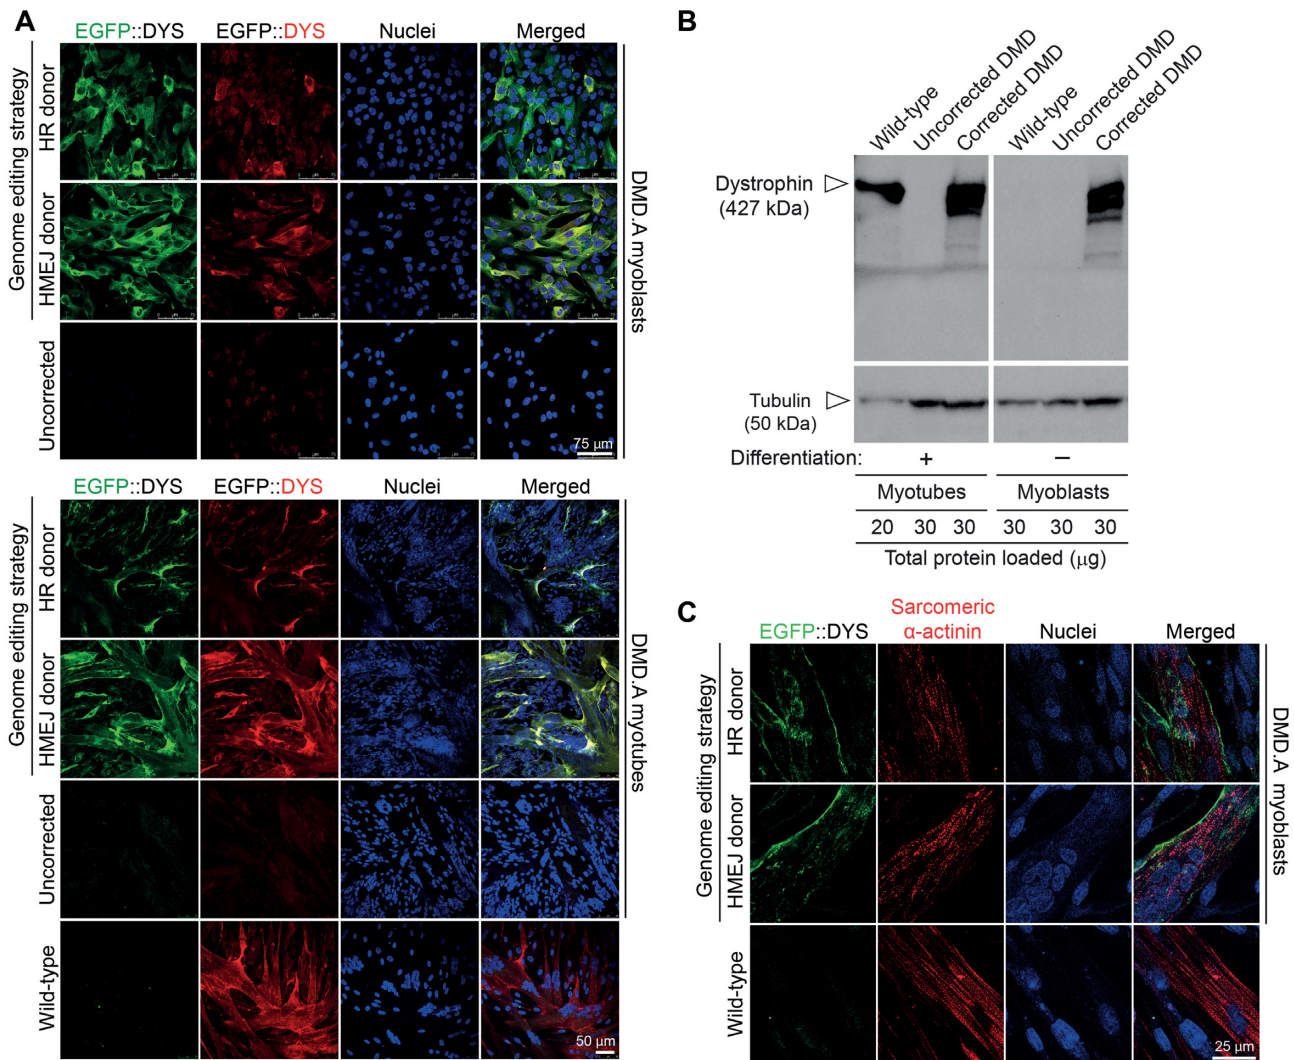 A
EGFP::DYS EGFP::DYS Nuclei Merged
Genome editing strategy
HR donor
HMEJ donor
Uncorrected
DMD.A myoblasts
75 µm
EGFP::DYS EGFP::DYS Nuclei Merged
Genome editing strategy
HR donor
HMEJ donor
Uncorrected
Wild-type
DMD.A myotubes
50 µm
B
Wild-type
Uncorrected DMD
Corrected DMD
Wild-type
Uncorrected DMD
Corrected DMD
Dystrophin
(427 kDa)
Tubulin
(50 kDa)
Differentiation: + −
Myotubes Myoblasts
20 30 30 30 30 30
Total protein loaded (µg)
C
EGFP::DYS Sarcomeric α-actinin Nuclei Merged
Genome editing strategy
HR donor
HMEJ donor
Wild-type
DMD.A myoblasts
25 µm